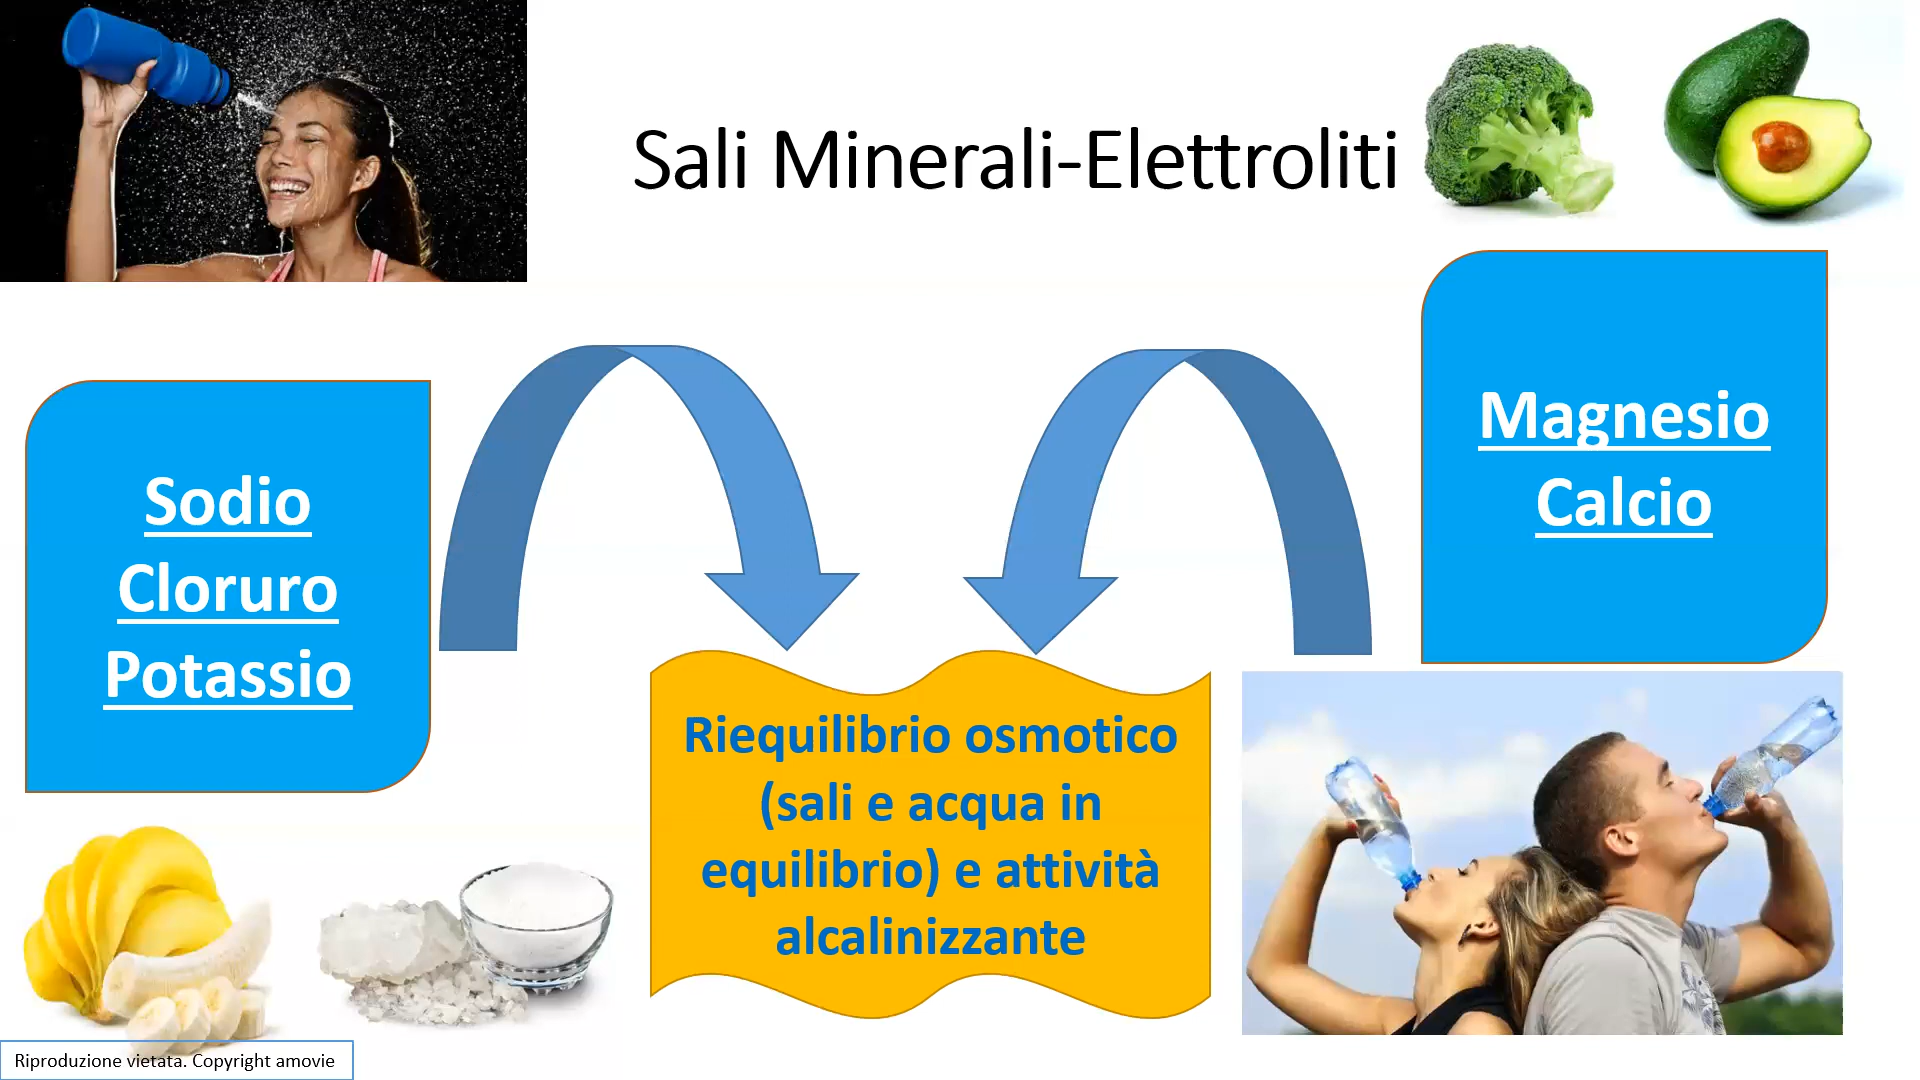 Sali Minerali-Elettroliti
Sodio
Cloruro
Potassio
Magnesio
Calcio
Riequilibrio osmotico
(sali e acqua in
equilibrio) e attività
alcalinizzante
Riproduzione vietata. Copyright amovie